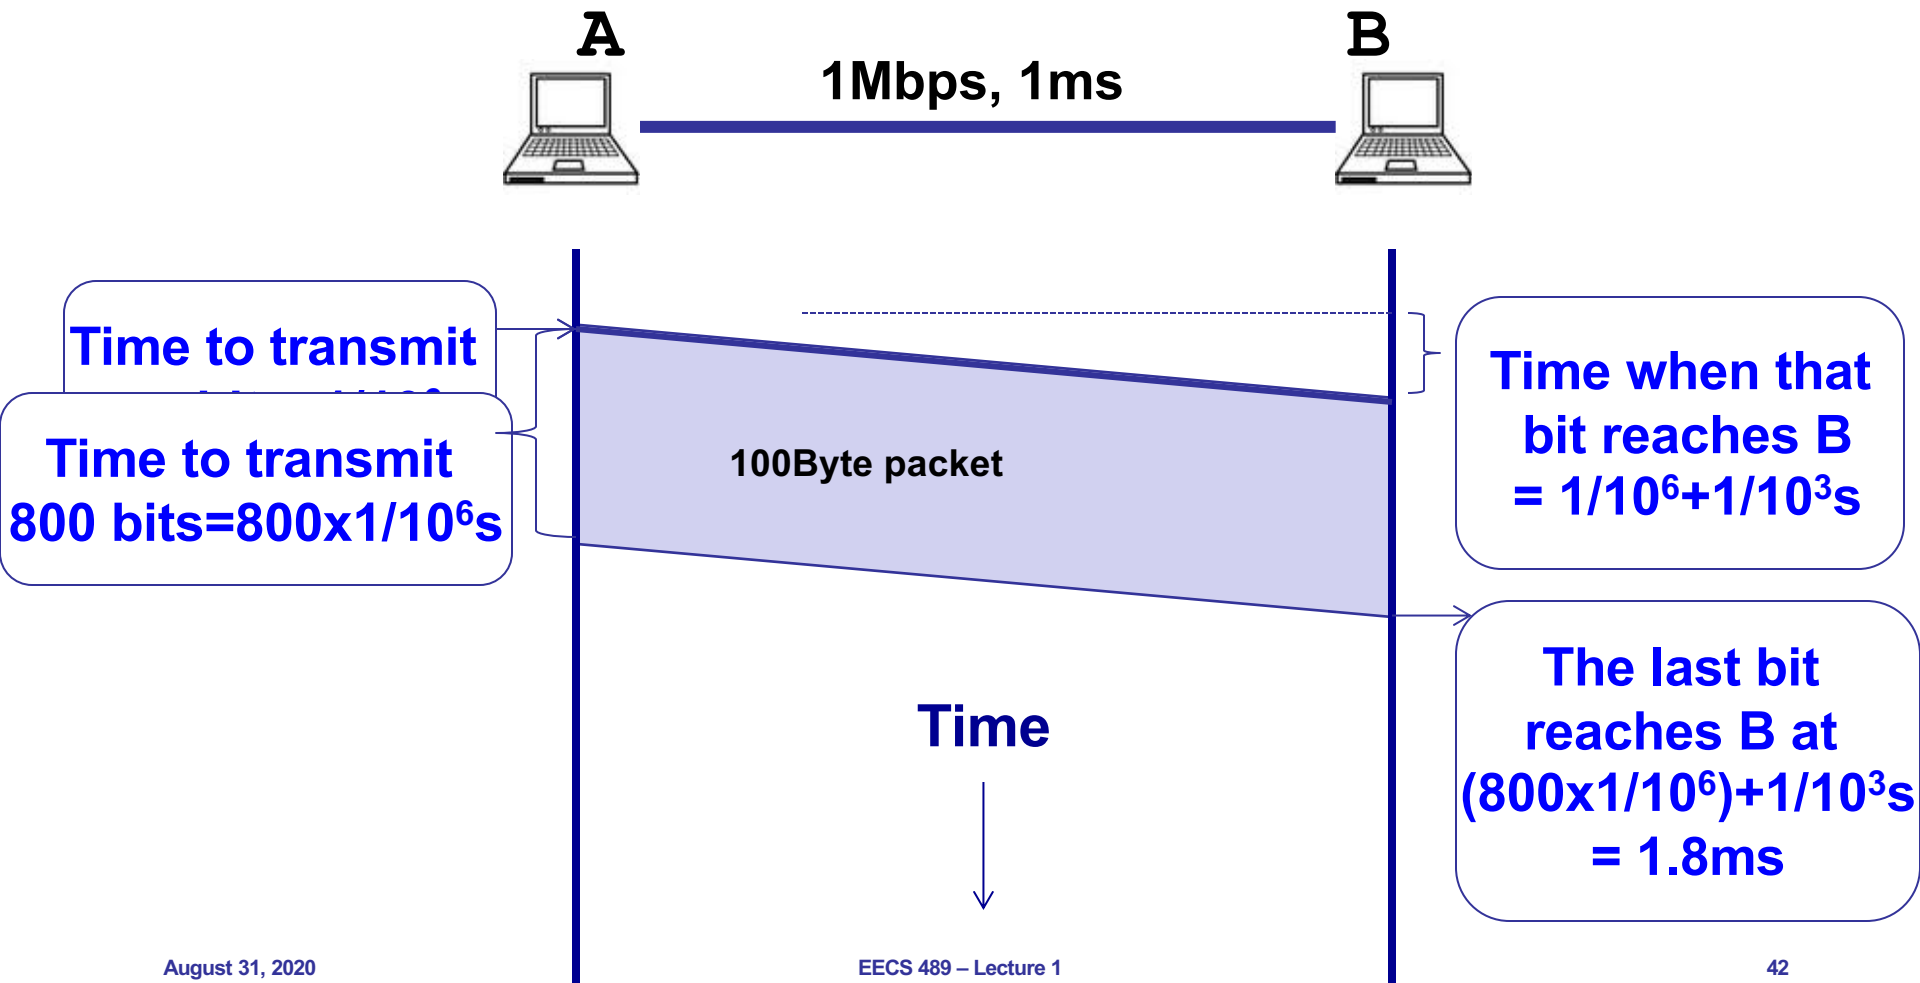 A
B
1Mbps, 1ms
Time to transmit
Time to transmit
800 bits=800x1/10⁶s
100Byte packet
Time when that
bit reaches B
= 1/10⁶+1/10³s
The last bit
reaches B at
(800x1/10⁶)+1/10³s
= 1.8ms
Time
August 31, 2020
EECS 489 – Lecture 1
42